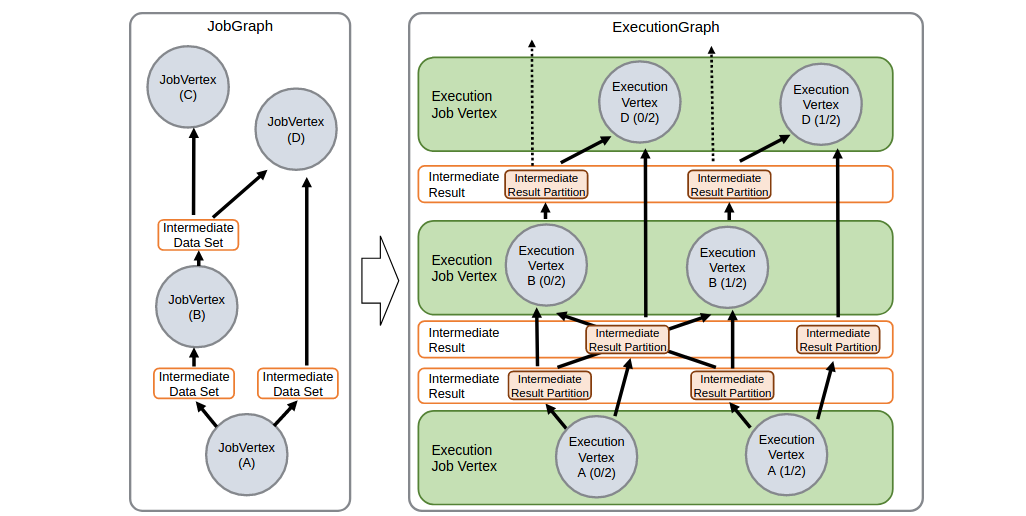 JobGraph
JobVertex
(C)
JobVertex
(D)
Intermediate
Data Set
JobVertex
(B)
Intermediate
Data Set
Intermediate
Data Set
JobVertex
(A)
ExecutionGraph
Execution
Job Vertex
Execution
Vertex
D (0/2)
Execution
Vertex
D (1/2)
Intermediate
Result
Intermediate
Result Partition
Intermediate
Result Partition
Execution
Job Vertex
Execution
Vertex
B (0/2)
Execution
Vertex
B (1/2)
Intermediate
Result
Intermediate
Result Partition
Intermediate
Result Partition
Intermediate
Result
Intermediate
Result Partition
Intermediate
Result Partition
Execution
Job Vertex
Execution
Vertex
A (0/2)
Execution
Vertex
A (1/2)